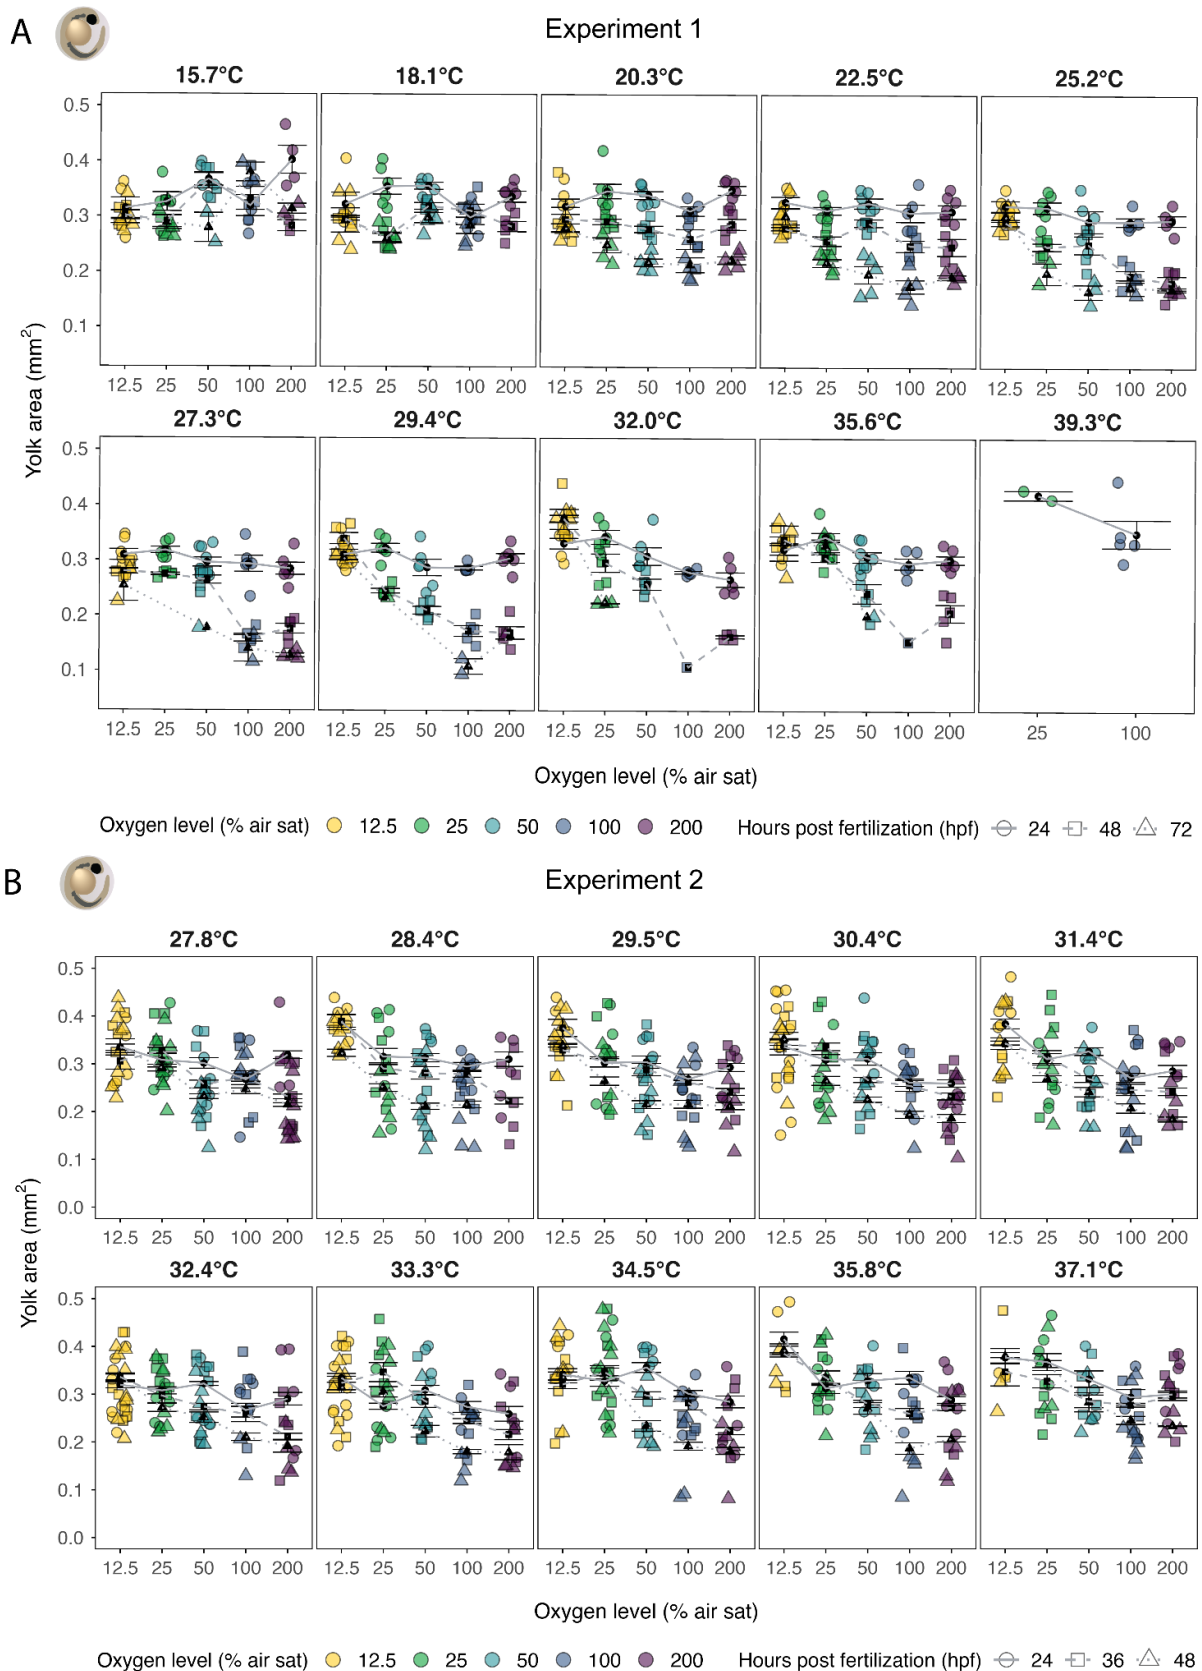 A
Experiment 1
15.7°C 18.1°C 20.3°C 22.5°C 25.2°C
0.5
0.4
0.3
0.2
0.1
12.5 25 50 100 200 12.5 25 50 100 200 12.5 25 50 100 200 12.5 25 50 100 200 12.5 25 50 100 200
Yolk area (mm²)
27.3°C 29.4°C 32.0°C 35.6°C 39.3°C
0.5
0.4
0.3
0.2
0.1
12.5 25 50 100 200 12.5 25 50 100 200 12.5 25 50 100 200 12.5 25 50 100 200 25 100
Oxygen level (% air sat)
Oxygen level (% air sat) 12.5 25 50 100 200 Hours post fertilization (hpf) 24 48 72
B
Experiment 2
27.8°C 28.4°C 29.5°C 30.4°C 31.4°C
0.5
0.4
0.3
0.2
0.1
0.0
12.5 25 50 100 200 12.5 25 50 100 200 12.5 25 50 100 200 12.5 25 50 100 200 12.5 25 50 100 200
Yolk area (mm²)
32.4°C 33.3°C 34.5°C 35.8°C 37.1°C
0.5
0.4
0.3
0.2
0.1
0.0
12.5 25 50 100 200 12.5 25 50 100 200 12.5 25 50 100 200 12.5 25 50 100 200 12.5 25 50 100 200
Oxygen level (% air sat)
Oxygen level (% air sat) 12.5 25 50 100 200 Hours post fertilization (hpf) 24 36 48